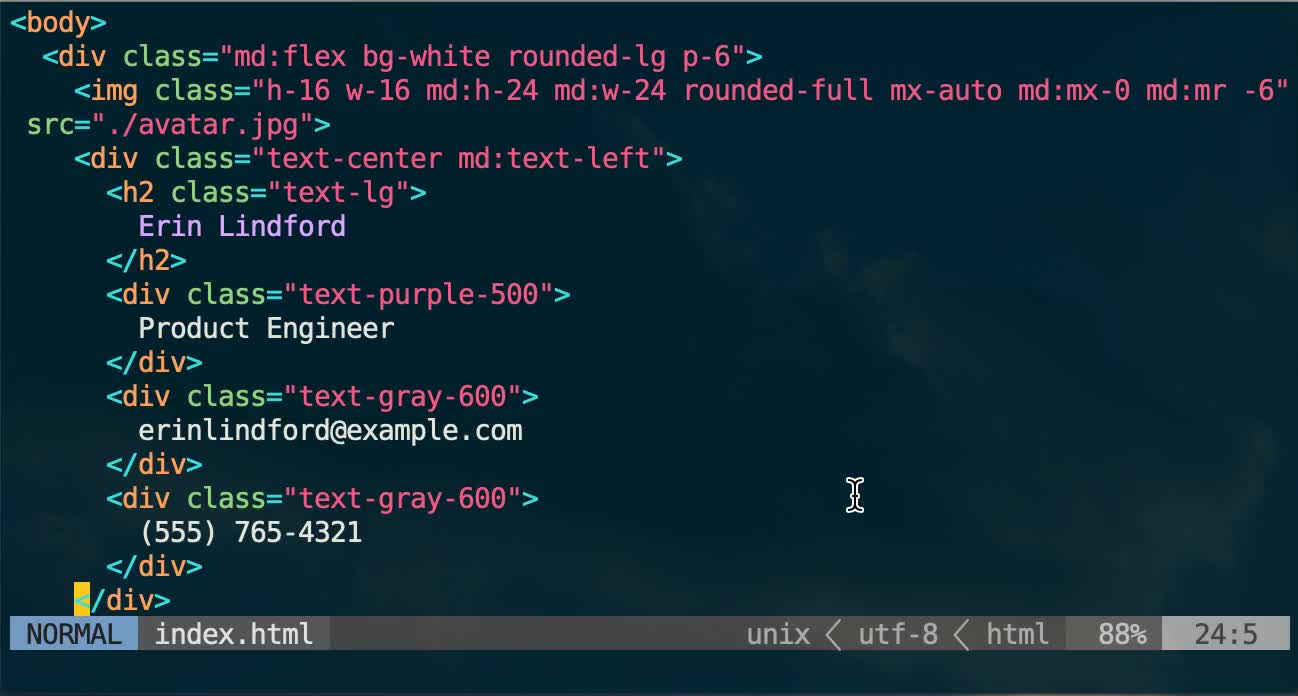 <body>
  <div class="md:flex bg-white rounded-lg p-6">
    <img class="h-16 w-16 md:h-24 md:w-24 rounded-full mx-auto md:mx-0 md:mr -6"
 src="./avatar.jpg">
    <div class="text-center md:text-left">
      <h2 class="text-lg">
        Erin Lindford
      </h2>
      <div class="text-purple-500">
        Product Engineer
      </div>
      <div class="text-gray-600">
        erinlindford@example.com
      </div>
      <div class="text-gray-600">
        (555) 765-4321
      </div>
    </div>
NORMAL index.html unix < utf-8 < html 88% 24:5